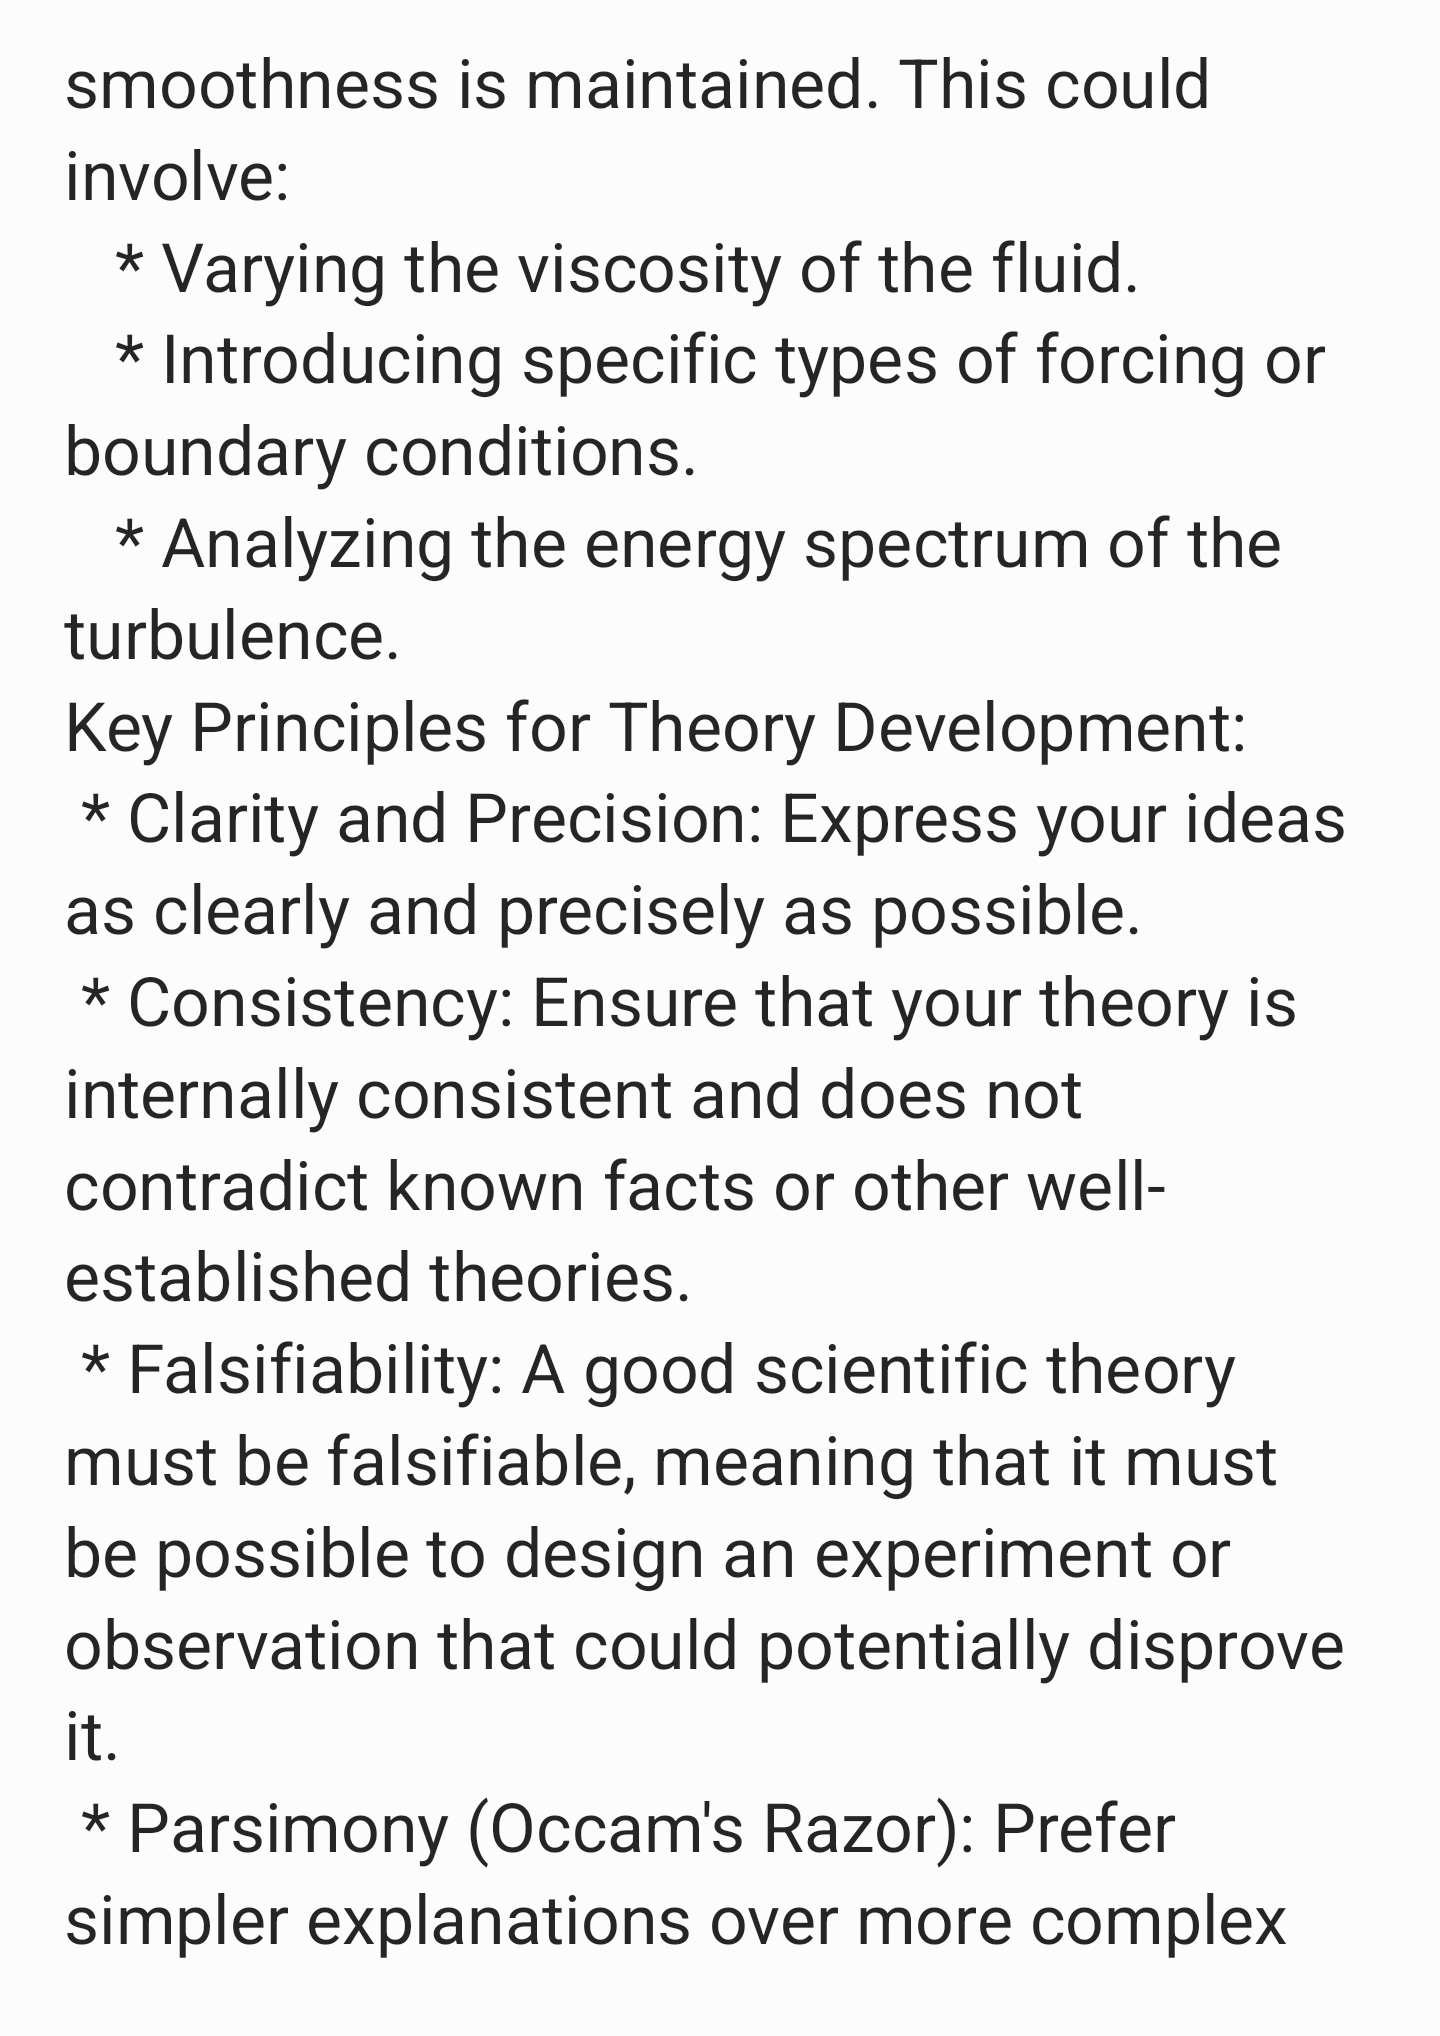 smoothness is maintained. This could
involve:
* Varying the viscosity of the fluid.
* Introducing specific types of forcing or
boundary conditions.
* Analyzing the energy spectrum of the
turbulence.
Key Principles for Theory Development:
* Clarity and Precision: Express your ideas
as clearly and precisely as possible.
* Consistency: Ensure that your theory is
internally consistent and does not
contradict known facts or other well-
established theories.
* Falsifiability: A good scientific theory
must be falsifiable, meaning that it must
be possible to design an experiment or
observation that could potentially disprove
it.
* Parsimony (Occam's Razor): Prefer
simpler explanations over more complex